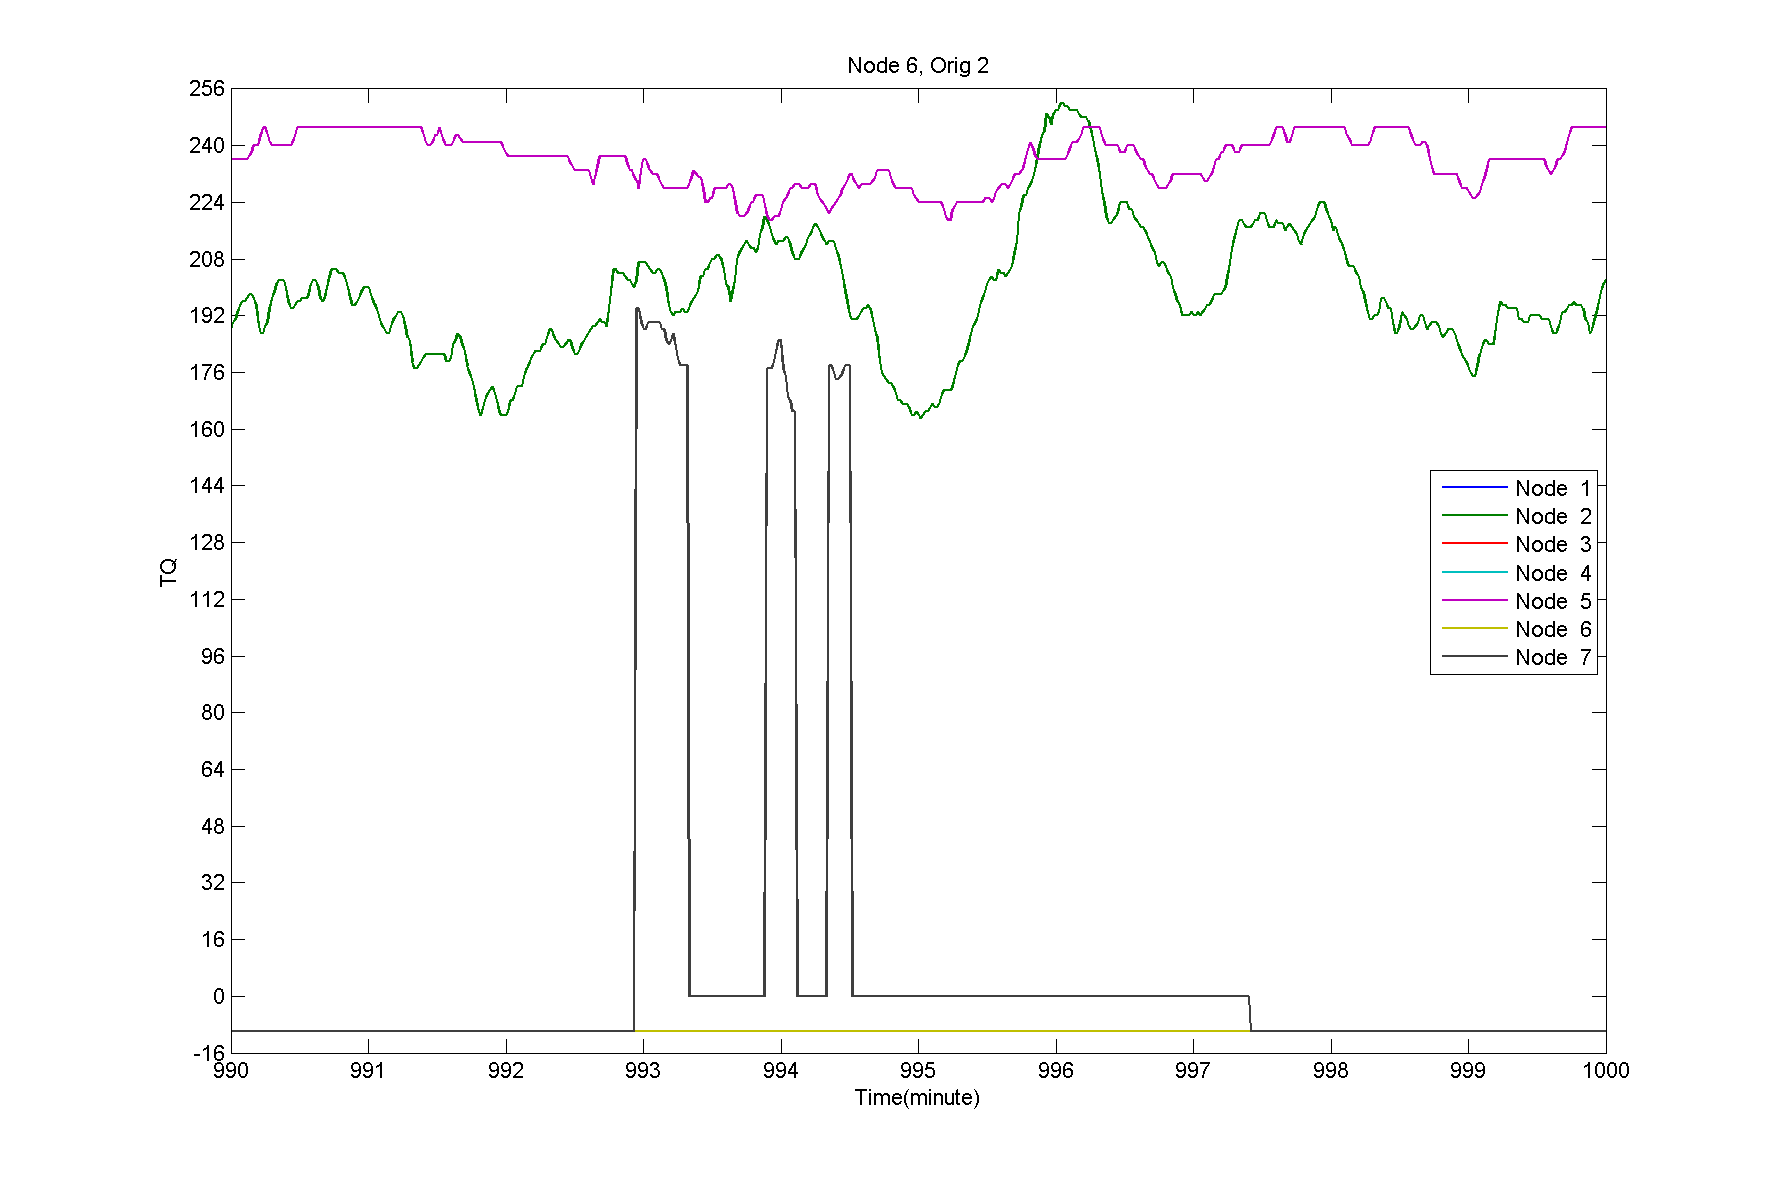 Node 6, Orig 2
256
240
224
208
192
176
160
144
128
112
96
80
64
48
32
16
0
-16
TQ
Node 1
Node 2
Node 3
Node 4
Node 5
Node 6
Node 7
990 991 992 993 994 995 996 997 998 999 1000
Time(minute)